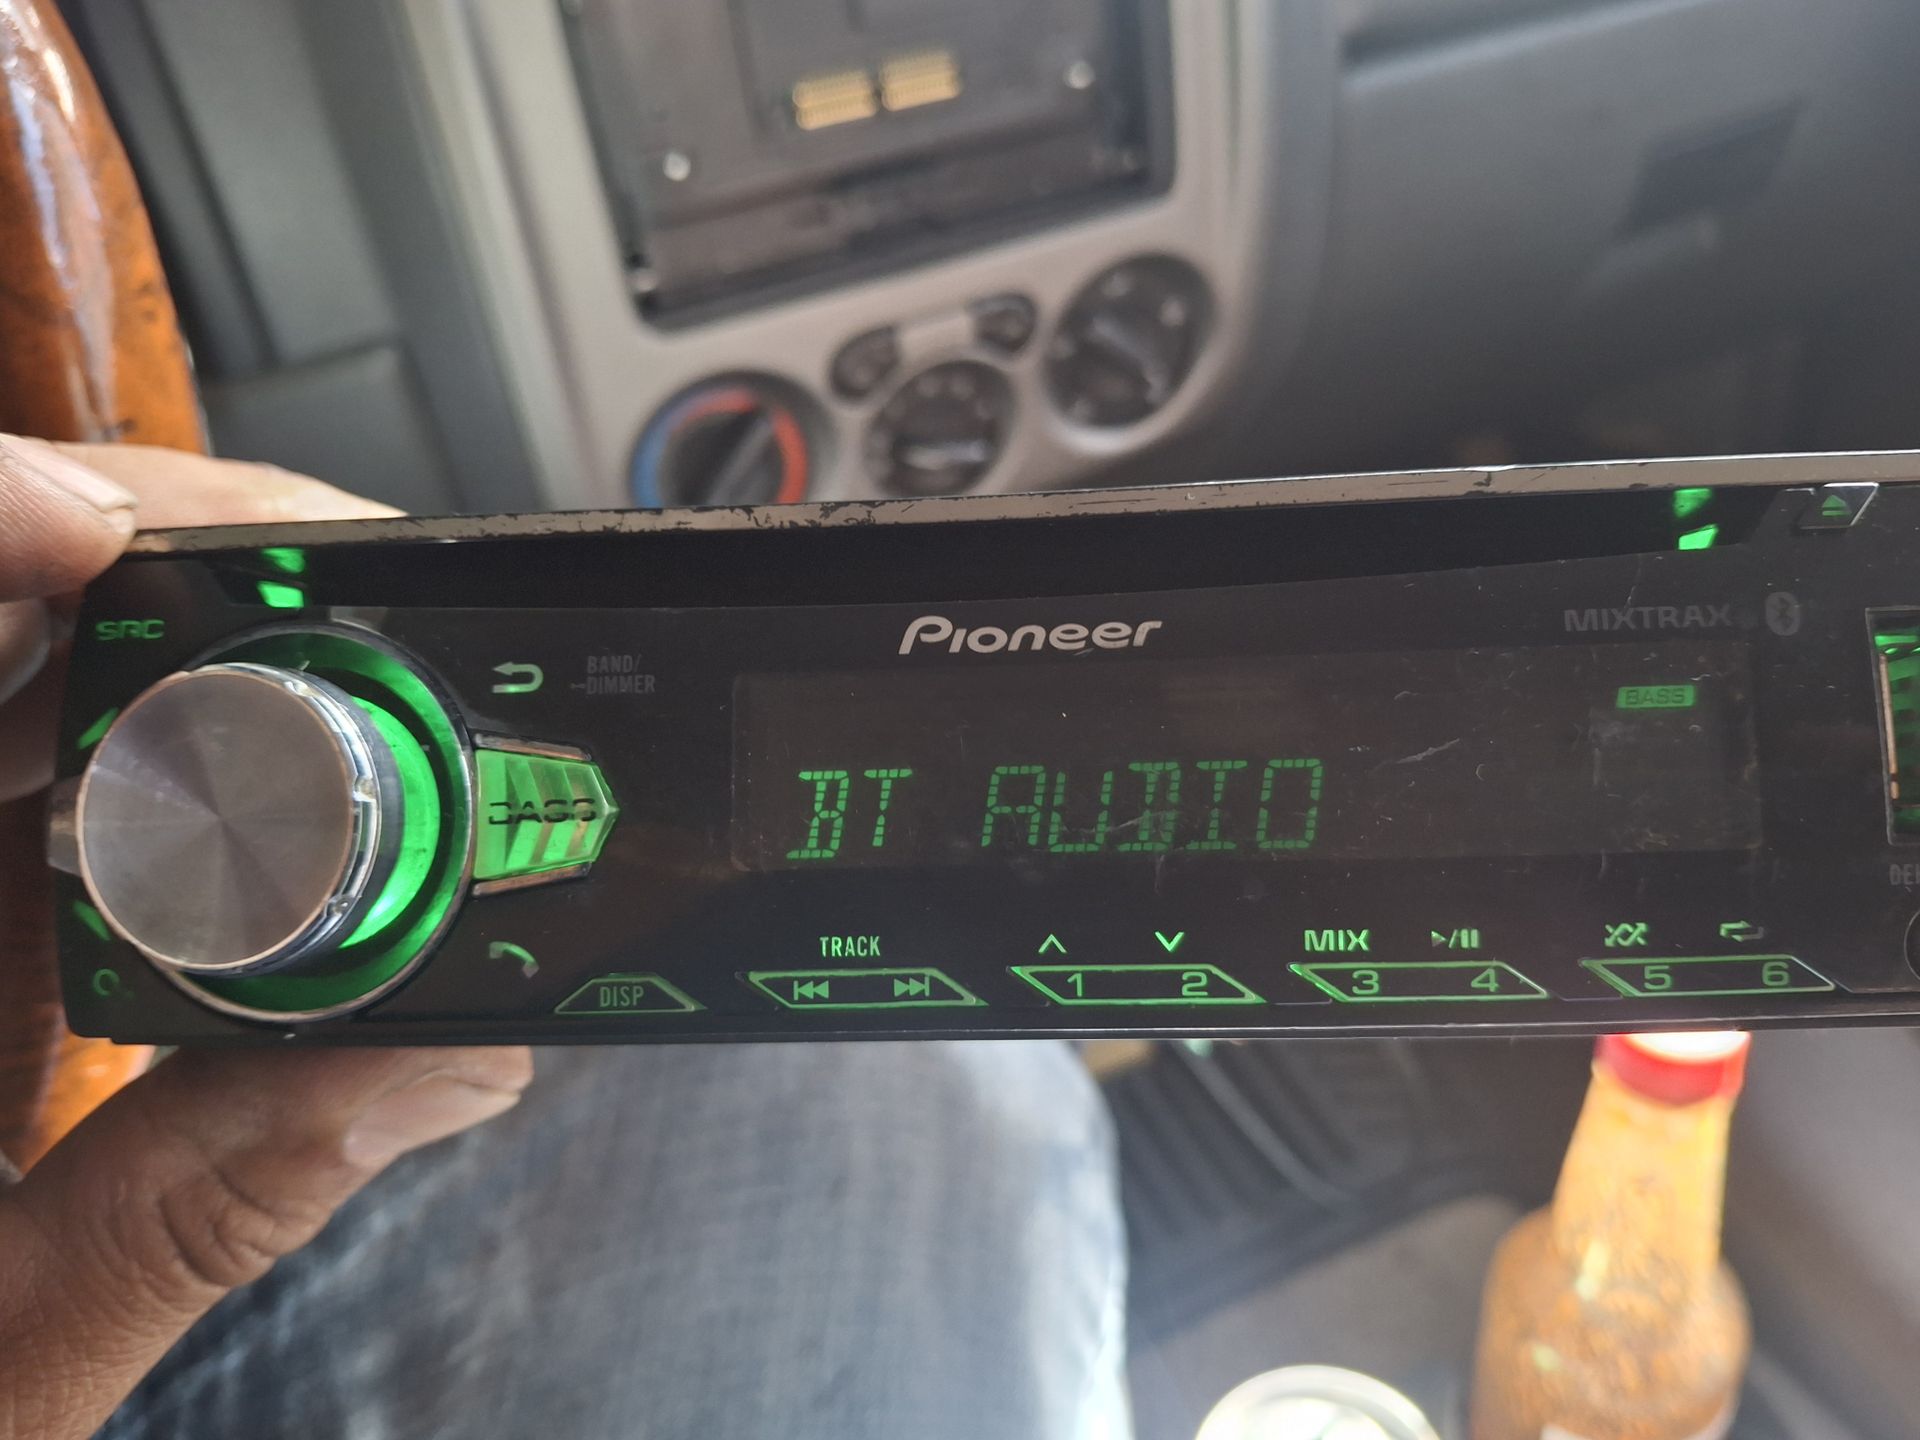 Pioneer
MIXTRAX
SRC
BAND/
DIMMER
BASS
BASS
BT AUDIO
TRACK
MIX
DISP
1 2
3 4
5 6